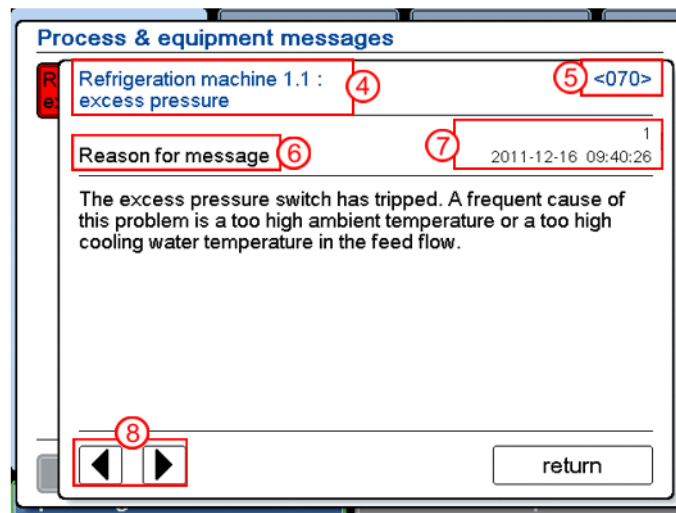 Process & equipment messages
R
ex
Refrigeration machine 1.1 :
excess pressure
4
5
<070>
Reason for message
6
7
1
2011-12-16 09:40:26
The excess pressure switch has tripped. A frequent cause of
this problem is a too high ambient temperature or a too high
cooling water temperature in the feed flow.
8
return